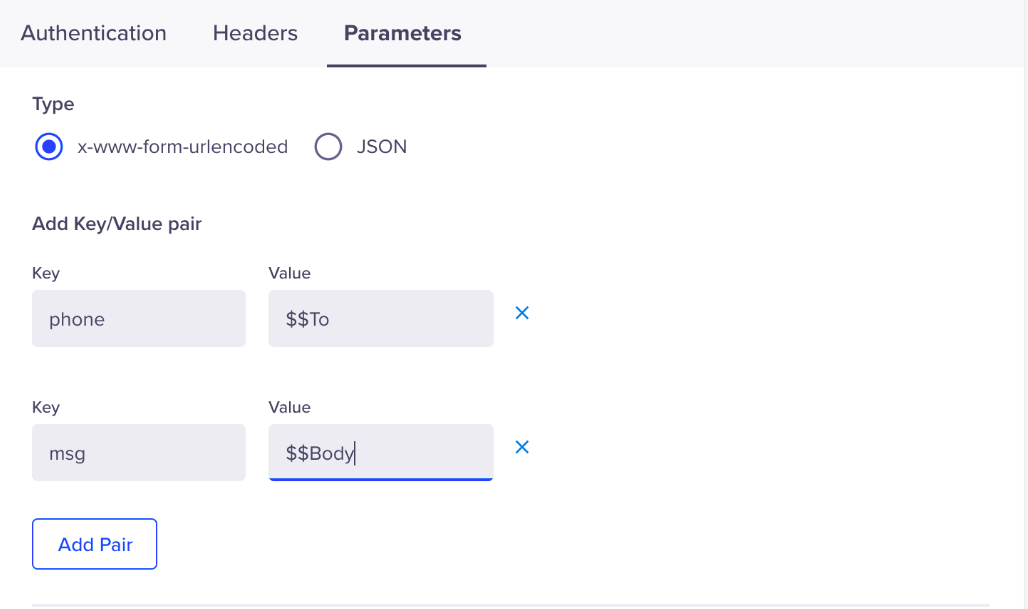 Authentication Headers Parameters
Type
x-www-form-urlencoded JSON
Add Key/Value pair
Key Value
phone $$To
Key Value
msg $$Body
Add Pair